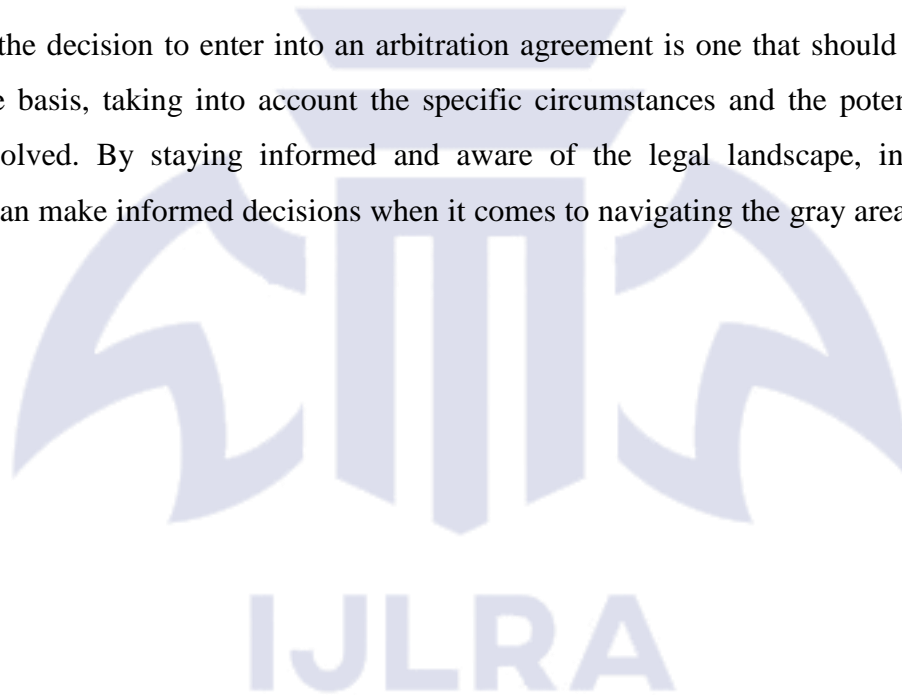 the decision to enter into an arbitration agreement is one that should
e basis, taking into account the specific circumstances and the poten
olved. By staying informed and aware of the legal landscape, in
an make informed decisions when it comes to navigating the gray area
IJLRA